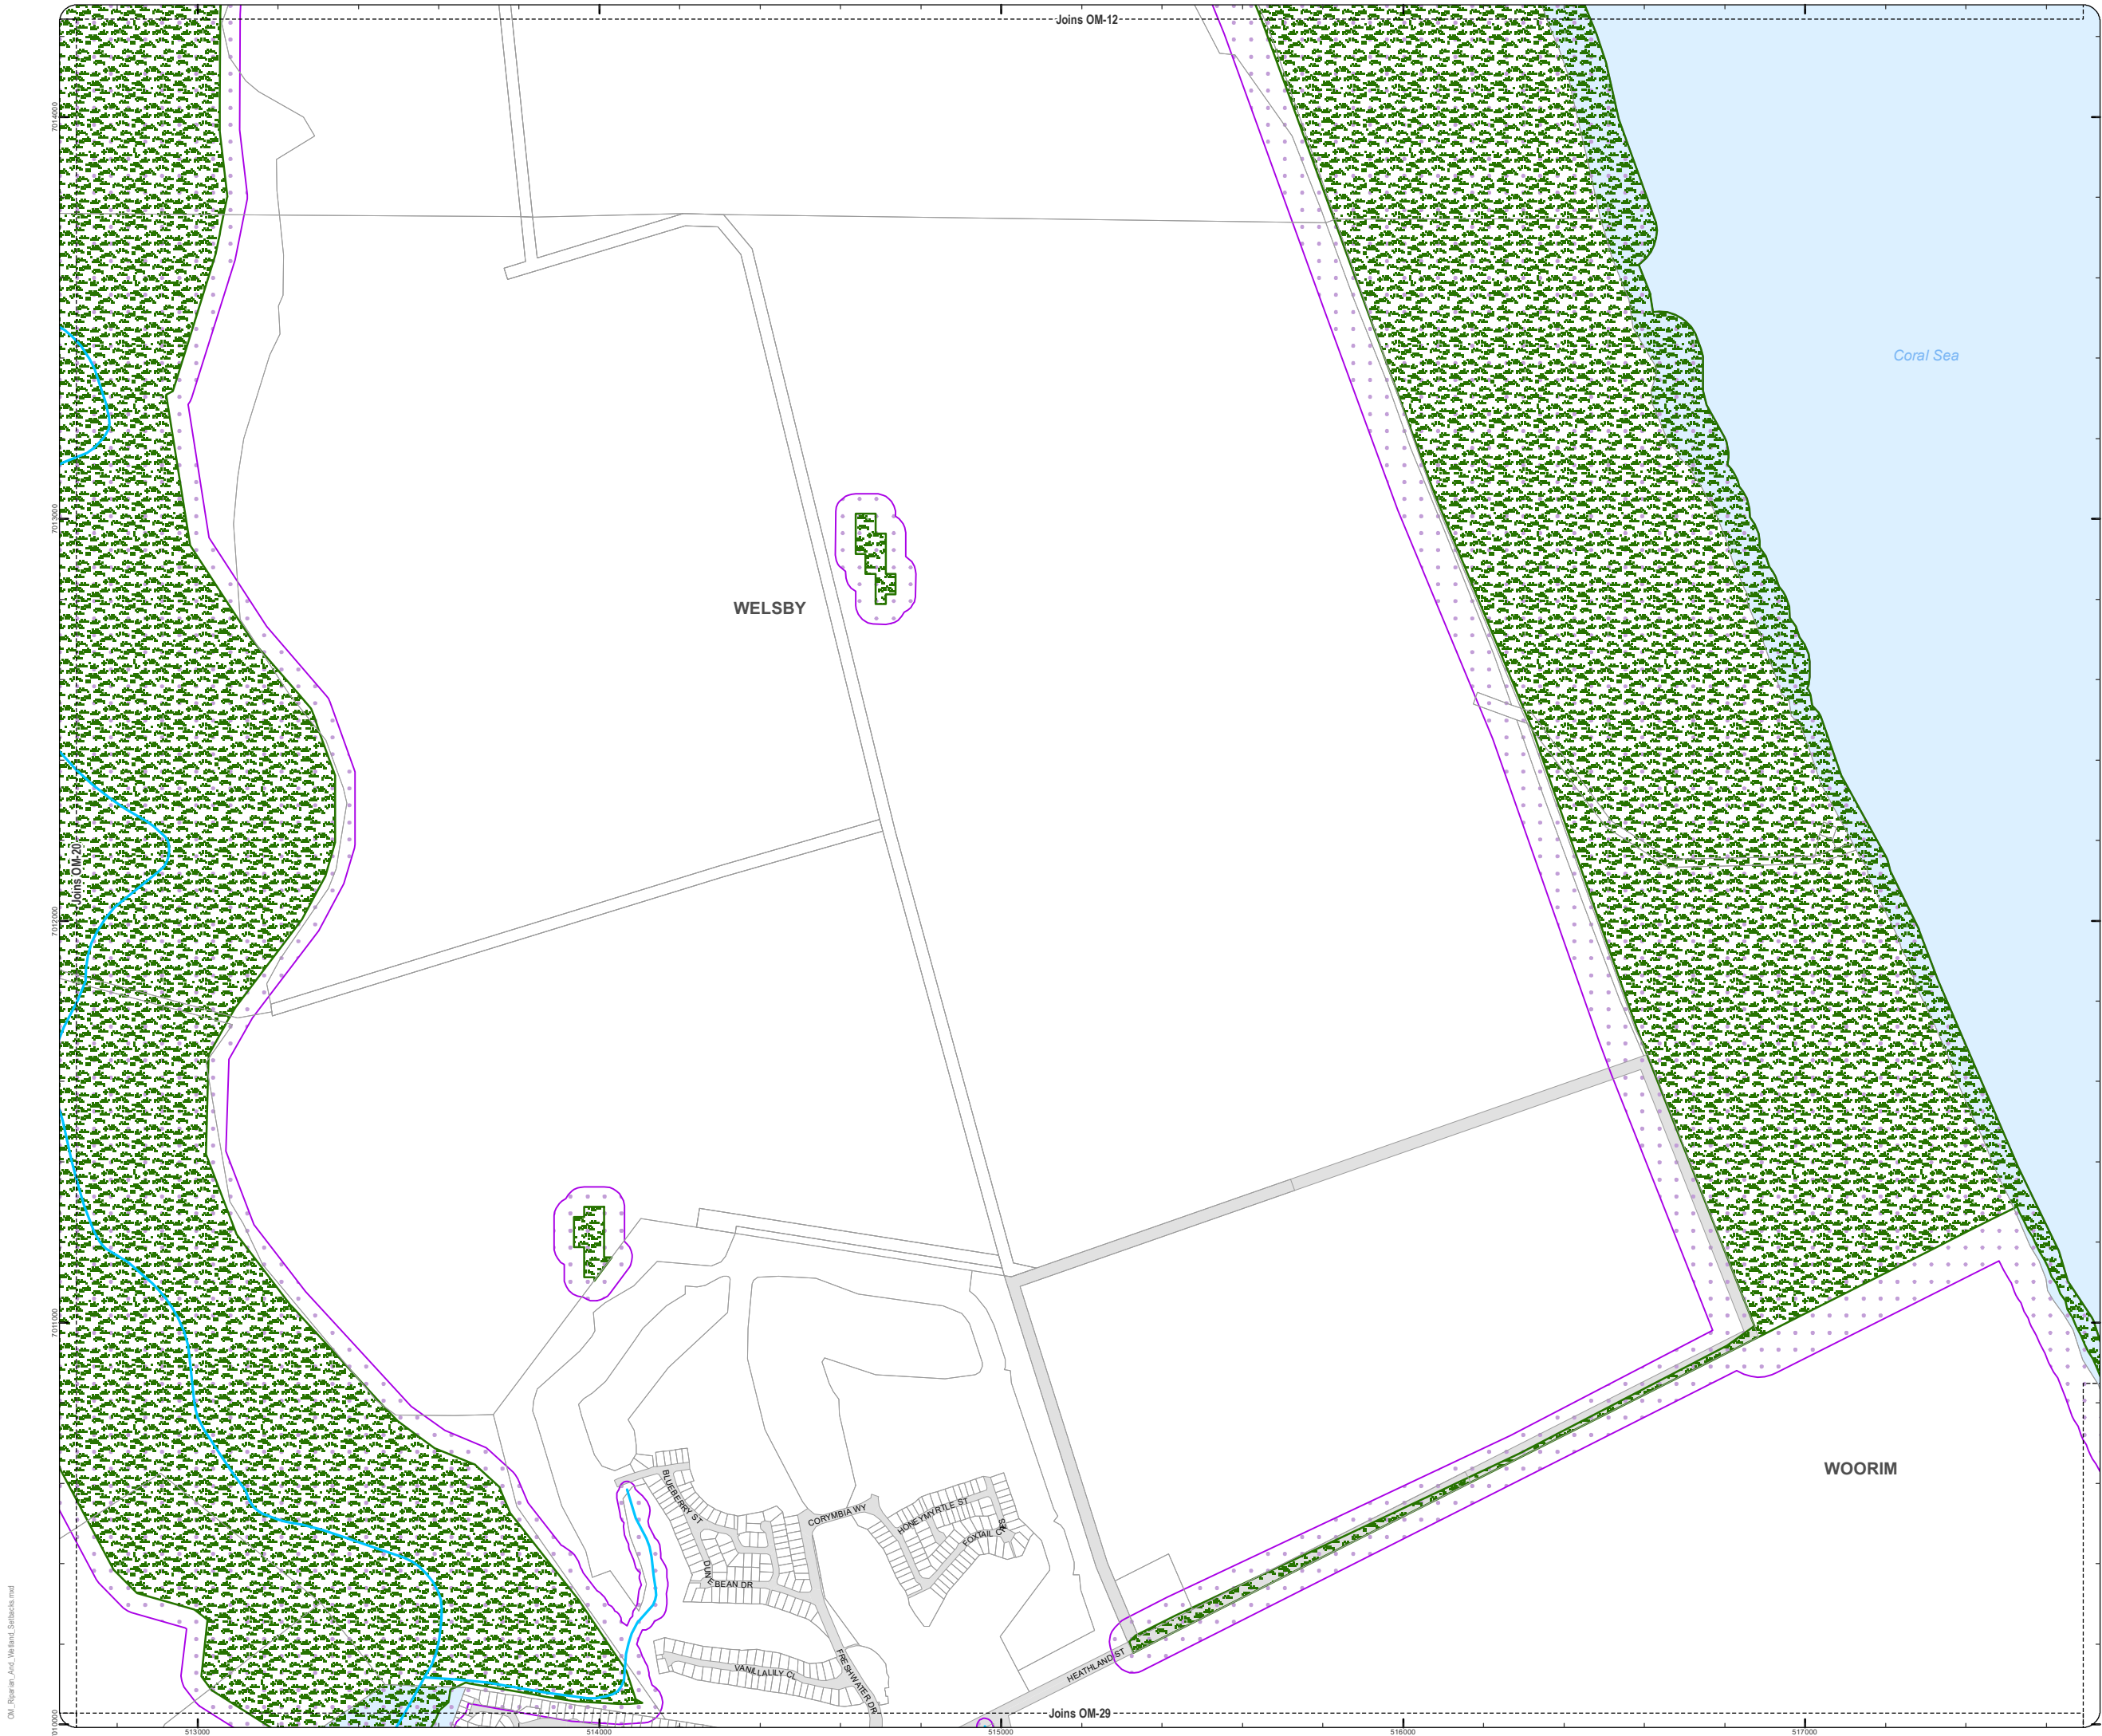 Joins OM-12
7014000
Coral Sea
7013000
WELSBY
Joins OM-20
7012000
7011000
WOORIM
BLUEBERRY ST
CORYMBIA WY
HONEYMYRTLE ST
FOXTAIL CRES
DUNE BEAN DR
VANILLALILY CL
FRESHWATER DR
HEATHLAND ST
OM_Riparian_And_Wetland_Setbacks.mxd
7010000
Joins OM-29
513000
514000
515000
516000
517000